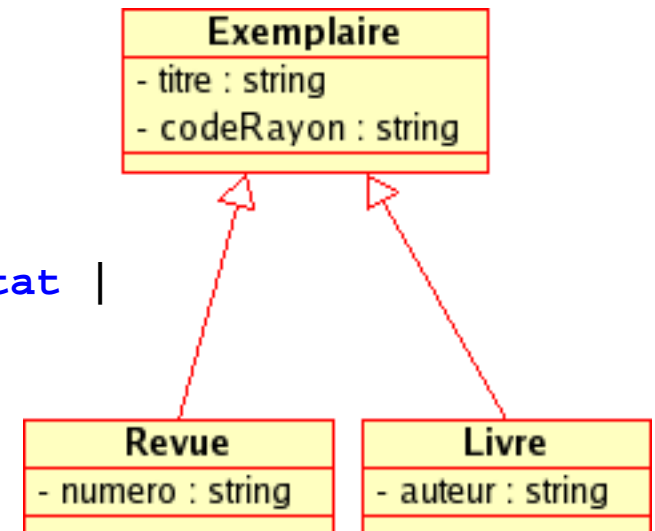 Exemplaire
- titre : string
- codeRayon : string
tat |
Revue
- numero : string
Livre
- auteur : string